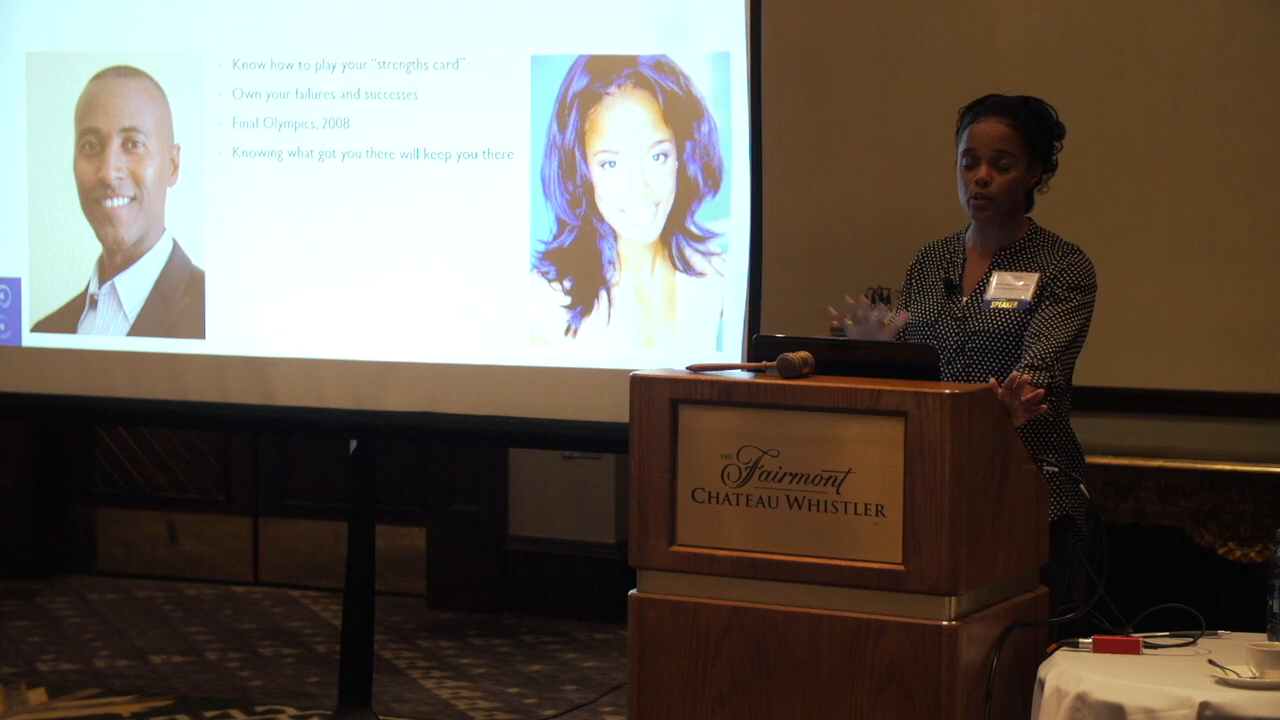 Know how to play your "strengths card"
Own your failures and successes
Final Olympics, 2008
Knowing what got you there will keep you there
SPEAKER
THE Fairmont
CHATEAU WHISTLER